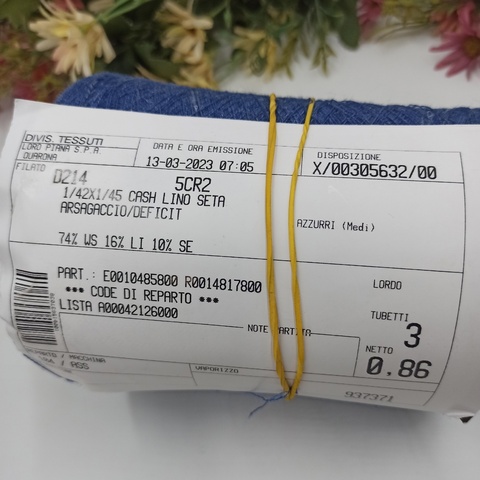 DIVIS. TESSUTI
LORO PIANA S.P.A.
QUARONA
DATA E ORA EMISSIONE
13-03-2023 07:05
DISPOSIZIONE
X/00305632/00
FILATO
D214 5CR2
1/42X1/45 CASH LINO SETA
ARSAGACCIO/DEFICIT
AZZURRI (Medi)
74% WS 16% LI 10% SE
PART.: E0010485800 R0014817800
*** CODE DI REPARTO ***
LISTA A00042126000
LORDO
TUBETTI
3
NOTE PARTITA
NETTO
0.86
/ MACCHINA
VAPORIZZO
937371